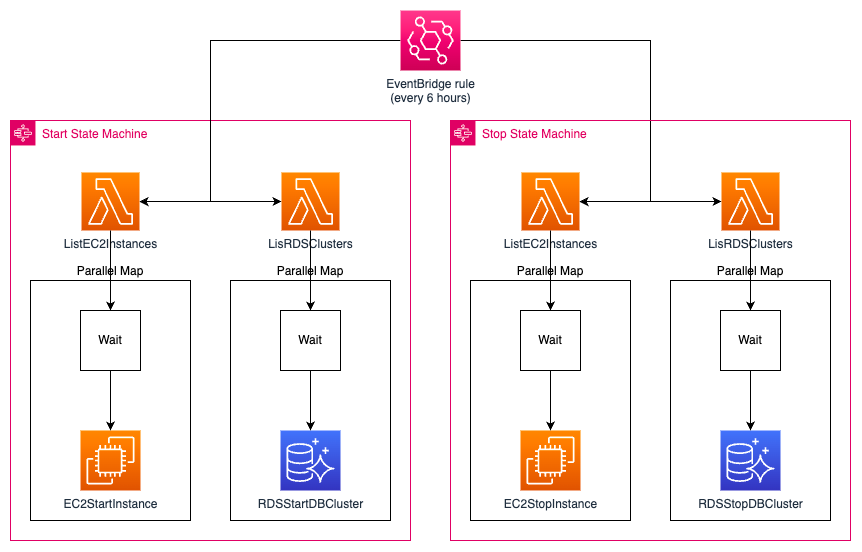 EventBridge rule
(every 6 hours)
Start State Machine
Stop State Machine
ListEC2Instances
LisRDSClusters
ListEC2Instances
LisRDSClusters
Parallel Map
Parallel Map
Parallel Map
Parallel Map
Wait
Wait
Wait
Wait
EC2StartInstance
RDSStartDBCluster
EC2StopInstance
RDSStopDBCluster